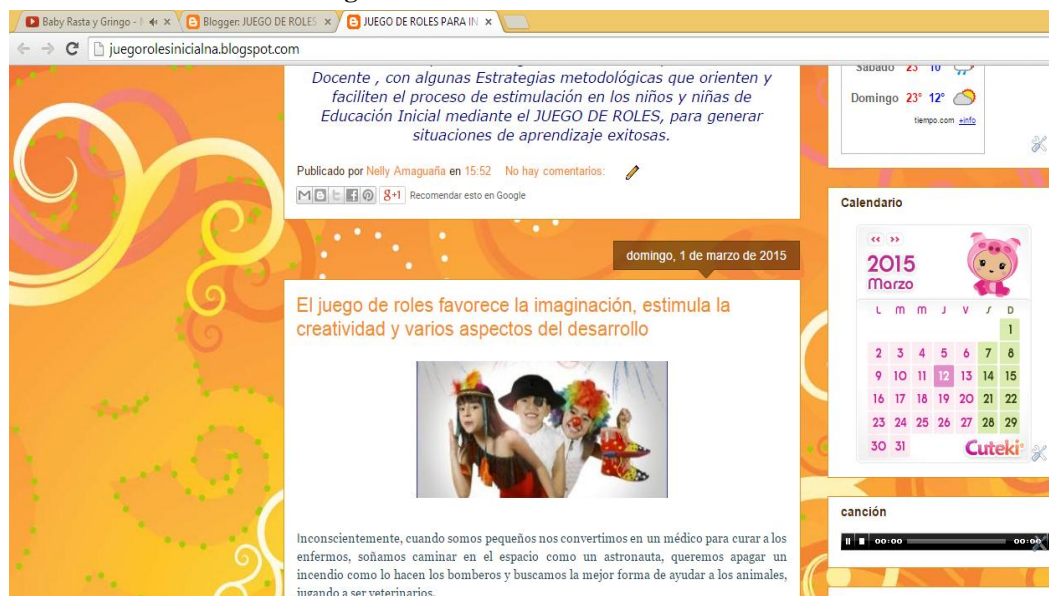 Baby Rasta y Gringo -
Blogger: JUEGO DE ROLES
JUEGO DE ROLES PARA IN
juegorolesinicialna.blogspot.com
Docente , con algunas Estrategias metodológicas que orienten y
faciliten el proceso de estimulación en los niños y niñas de
Educación Inicial mediante el JUEGO DE ROLES, para generar
situaciones de aprendizaje exitosas.
Publicado por Nelly Amaguaña en 15:52 No hay comentarios:
g+1 Recomendar esto en Google
domingo, 1 de marzo de 2015
El juego de roles favorece la imaginación, estimula la
creatividad y varios aspectos del desarrollo
Inconscientemente, cuando somos pequeños nos convertimos en un médico para curar a los
enfermos, soñamos caminar en el espacio como un astronauta, queremos apagar un
incendio como lo hacen los bomberos y buscamos la mejor forma de ayudar a los animales,
jugando a ser veterinarios.
Sábado 23° 10°
Domingo 23° 12°
tiempo.com +info
Calendario
2015
Marzo
L M M J V S D
1
2 3 4 5 6 7 8
9 10 11 12 13 14 15
16 17 18 19 20 21 22
23 24 25 26 27 28 29
30 31 Cuteki
canción
00:00 00:00